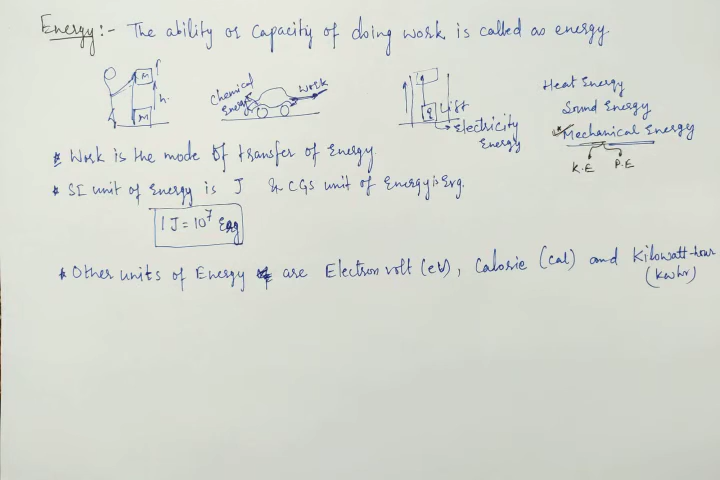 Energy:- The ability or Capacity of doing work is called as energy.
M
h.
M
Chemical
Energy
Work
Lift
Electricity
Energy
Heat Energy
Sound Energy
Mechanical Energy
K.E P.E
* Work is the mode of transfer of Energy.
* SI unit of Energy is J & CGS unit of Energy is Erg.
1 J = 10⁷ Erg
* Other units of Energy are Electron volt (eV), Calorie (Cal) and Kilowatt-hour
(kwhr)